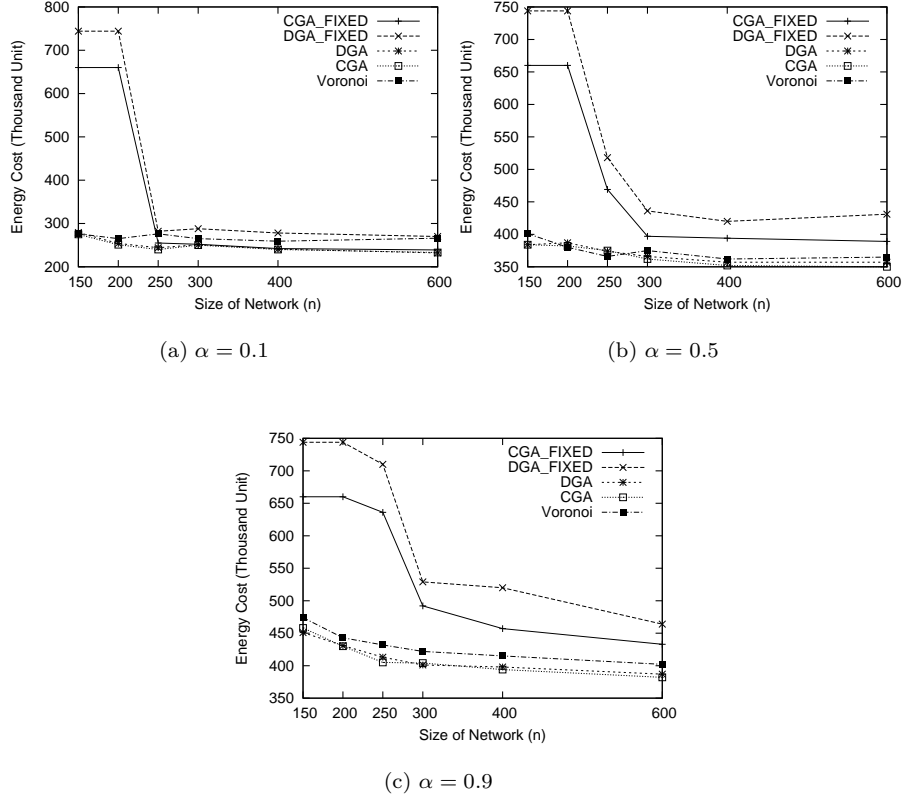 800
700
600
500
400
300
200
150 200 250 300 400 600
Energy Cost (Thousand Unit)
Size of Network (n)
CGA_FIXED
DGA_FIXED
DGA
CGA
Voronoi
(a) α = 0.1
750
700
650
600
550
500
450
400
350
150 200 250 300 400 600
Energy Cost (Thousand Unit)
Size of Network (n)
CGA_FIXED
DGA_FIXED
DGA
CGA
Voronoi
(b) α = 0.5
750
700
650
600
550
500
450
400
350
150 200 250 300 400 600
Energy Cost (Thousand Unit)
Size of Network (n)
CGA_FIXED
DGA_FIXED
DGA
CGA
Voronoi
(c) α = 0.9